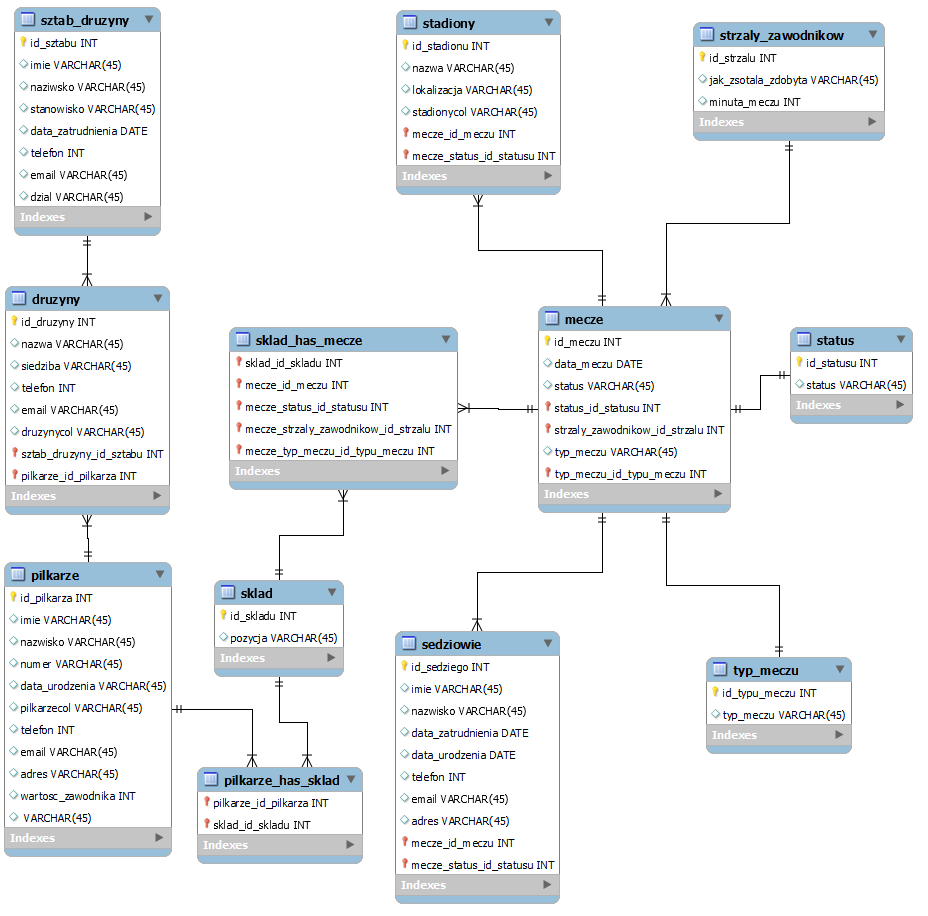 sztab_druzyny
id_sztabu INT
imie VARCHAR(45)
naziwsko VARCHAR(45)
stanowisko VARCHAR(45)
data_zatrudnienia DATE
telefon INT
email VARCHAR(45)
dzial VARCHAR(45)
Indexes
stadiony
id_stadionu INT
nazwa VARCHAR(45)
lokalizacja VARCHAR(45)
stadionycol VARCHAR(45)
mecze_id_meczu INT
mecze_status_id_statusu INT
Indexes
strzaly_zawodnikow
id_strzalu INT
jak_zsotala_zdobyta VARCHAR(45)
minuta_meczu INT
Indexes
druzyny
id_druzyny INT
nazwa VARCHAR(45)
siedziba VARCHAR(45)
telefon INT
email VARCHAR(45)
druzynycol VARCHAR(45)
sztab_druzyny_id_sztabu INT
pilkarze_id_pilkarza INT
Indexes
sklad_has_mecze
sklad_id_skladu INT
mecze_id_meczu INT
mecze_status_id_statusu INT
mecze_strzaly_zawodnikow_id_strzalu INT
mecze_typ_meczu_id_typu_meczu INT
Indexes
mecze
id_meczu INT
data_meczu DATE
status VARCHAR(45)
status_id_statusu INT
strzaly_zawodnikow_id_strzalu INT
typ_meczu VARCHAR(45)
typ_meczu_id_typu_meczu INT
Indexes
status
id_statusu INT
status VARCHAR(45)
Indexes
pilkarze
id_pilkarza INT
imie VARCHAR(45)
nazwisko VARCHAR(45)
numer VARCHAR(45)
data_urodzenia VARCHAR(45)
pilkarzecol VARCHAR(45)
telefon INT
email VARCHAR(45)
adres VARCHAR(45)
wartosc_zawodnika INT
VARCHAR(45)
Indexes
sklad
id_skladu INT
pozycja VARCHAR(45)
Indexes
pilkarze_has_sklad
pilkarze_id_pilkarza INT
sklad_id_skladu INT
Indexes
sedziowie
id_sedziego INT
imie VARCHAR(45)
nazwisko VARCHAR(45)
data_zatrudnienia DATE
data_urodzenia DATE
telefon INT
email VARCHAR(45)
adres VARCHAR(45)
mecze_id_meczu INT
mecze_status_id_statusu INT
Indexes
typ_meczu
id_typu_meczu INT
typ_meczu VARCHAR(45)
Indexes